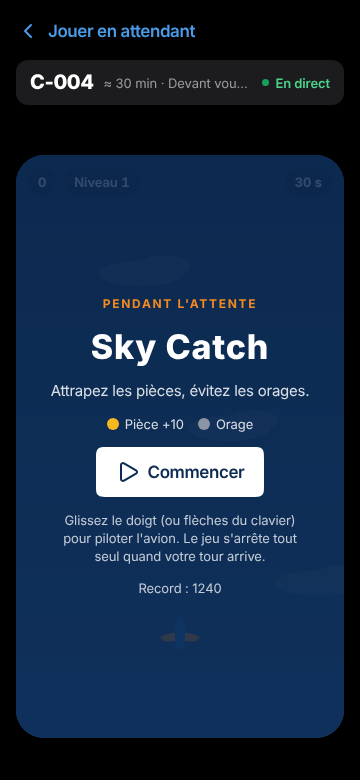 Jouer en attendant
C-004 ≈ 30 min · Devant vou... En direct
0 Niveau 1 30 s
PENDANT L'ATTENTE
Sky Catch
Attrapez les pièces, évitez les orages.
Pièce +10 Orage
Commencer
Glissez le doigt (ou flèches du clavier)
pour piloter l'avion. Le jeu s'arrête tout
seul quand votre tour arrive.
Record : 1240